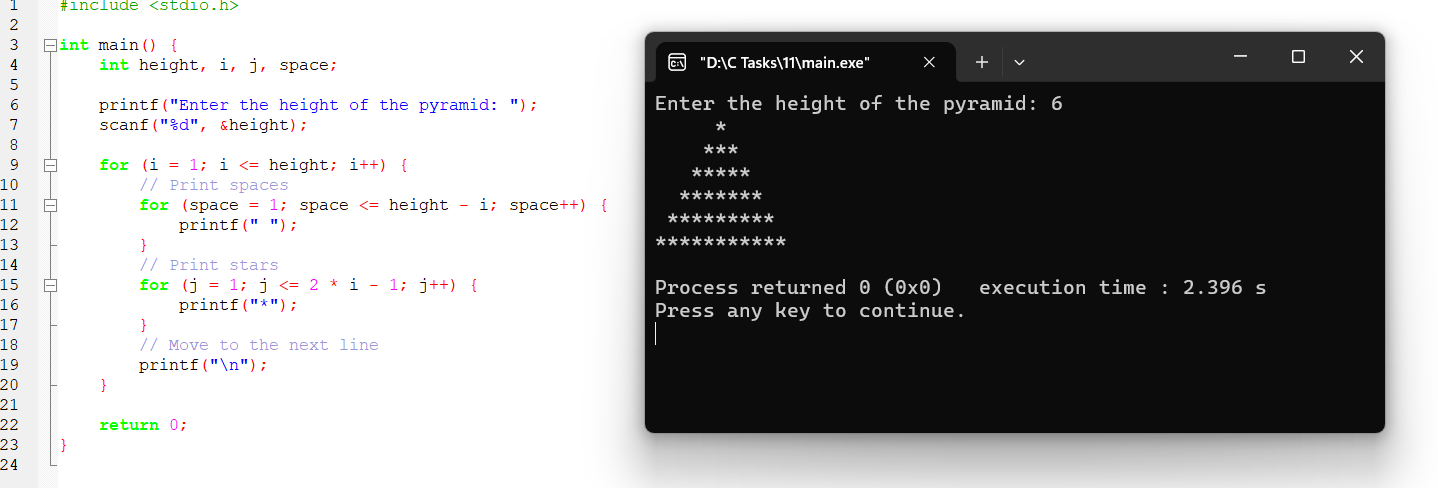 1 #include <stdio.h>
2
3 int main() {
4     int height, i, j, space;
5
6     printf("Enter the height of the pyramid: ");
7     scanf("%d", &height);
8
9     for (i = 1; i <= height; i++) {
10         // Print spaces
11         for (space = 1; space <= height - i; space++) {
12             printf(" ");
13         }
14         // Print stars
15         for (j = 1; j <= 2 * i - 1; j++) {
16             printf("*");
17         }
18         // Move to the next line
19         printf("\n");
20     }
21
22     return 0;
23 }
24
"D:\C Tasks\11\main.exe"
Enter the height of the pyramid: 6
     *
    ***
   *****
  *******
 *********
***********

Process returned 0 (0x0)   execution time : 2.396 s
Press any key to continue.